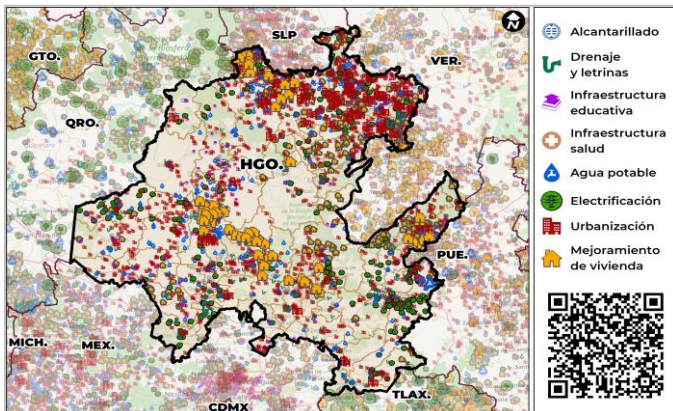 SLP
GTO.
VER.
QRO.
HGO.
PUE.
MICH.
MEX.
TLAX.
CDMX
N
Alcantarillado
Drenaje
y letrinas
Infraestructura
educativa
Infraestructura
salud
Agua potable
Electrificación
Urbanización
Mejoramiento
de vivienda